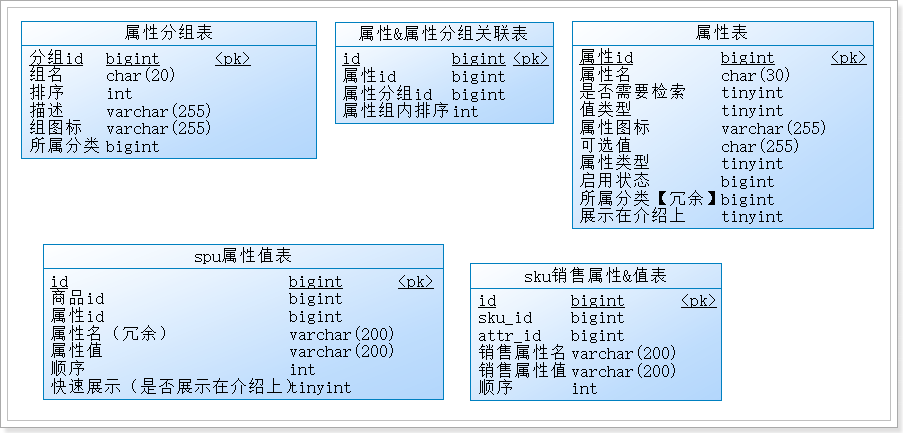 属性分组表
分组id bigint <pk>
组名 char(20)
排序 int
描述 varchar(255)
组图标 varchar(255)
所属分类 bigint
属性&属性分组关联表
id bigint <pk>
属性id bigint
属性分组id bigint
属性组内排序 int
属性表
属性id bigint <pk>
属性名 char(30)
是否需要检索 tinyint
值类型 tinyint
属性图标 varchar(255)
可选值 char(255)
属性类型 tinyint
启用状态 bigint
所属分类【冗余】 bigint
展示在介绍上 tinyint
spu属性值表
id bigint <pk>
商品id bigint
属性id bigint
属性名（冗余） varchar(200)
属性值 varchar(200)
顺序 int
快速展示（是否展示在介绍上） tinyint
sku销售属性&值表
id bigint <pk>
sku_id bigint
attr_id bigint
销售属性名 varchar(200)
销售属性值 varchar(200)
顺序 int